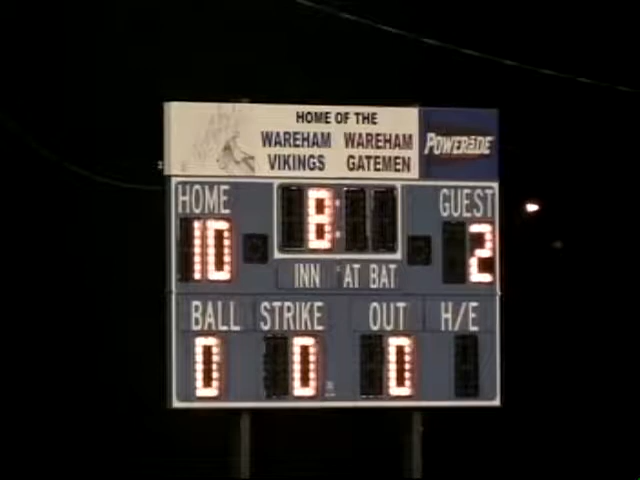 HOME OF THE
WAREHAM WAREHAM
VIKINGS GATEMEN
POWERADE
HOME 8: GUEST
10 2
INN 'AT BAT
BALL STRIKE OUT H/E
0 0 0